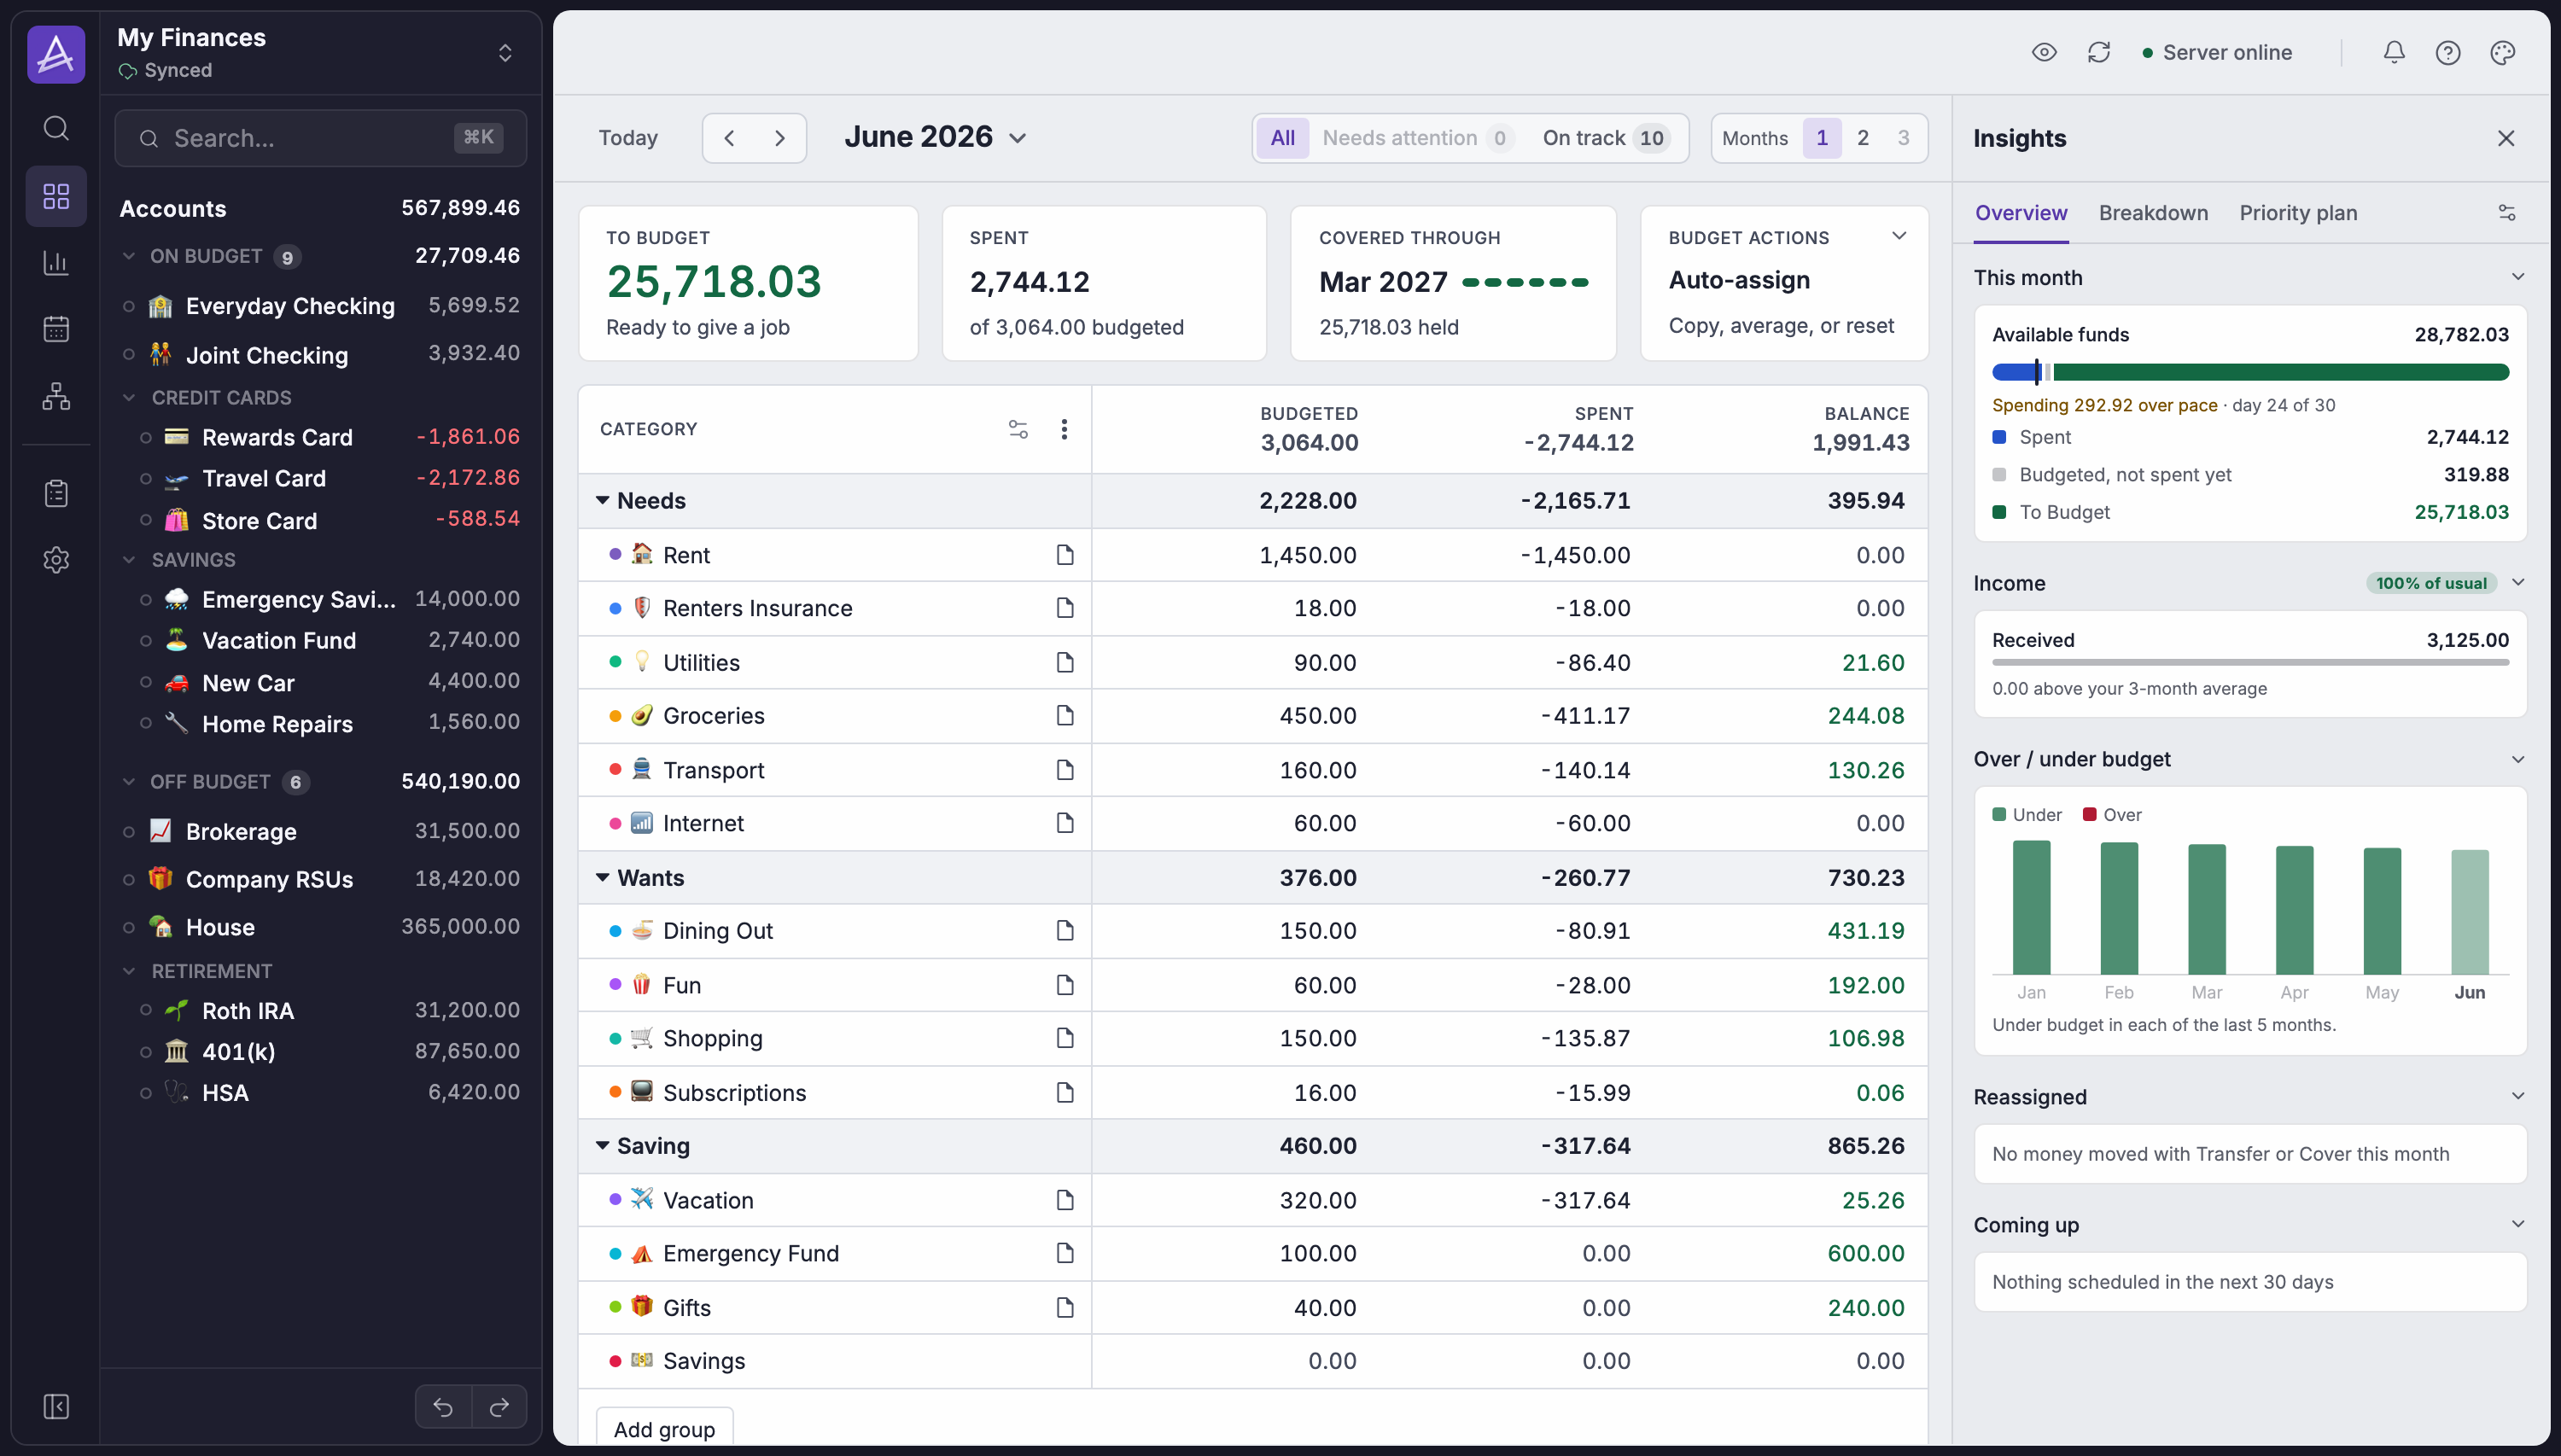 My Finances
Synced
Search... ⌘K
Accounts 567,899.46
ON BUDGET 9 27,709.46
Everyday Checking 5,699.52
Joint Checking 3,932.40
CREDIT CARDS
Rewards Card -1,861.06
Travel Card -2,172.86
Store Card -588.54
SAVINGS
Emergency Savi... 14,000.00
Vacation Fund 2,740.00
New Car 4,400.00
Home Repairs 1,560.00
OFF BUDGET 6 540,190.00
Brokerage 31,500.00
Company RSUs 18,420.00
House 365,000.00
RETIREMENT
Roth IRA 31,200.00
401(k) 87,650.00
HSA 6,420.00
Server online
Today June 2026 All Needs attention 0 On track 10 Months 1 2 3
TO BUDGET
25,718.03
Ready to give a job
SPENT
2,744.12
of 3,064.00 budgeted
COVERED THROUGH
Mar 2027
25,718.03 held
BUDGET ACTIONS
Auto-assign
Copy, average, or reset
CATEGORY
BUDGETED SPENT BALANCE
3,064.00 -2,744.12 1,991.43
Needs 2,228.00 -2,165.71 395.94
Rent 1,450.00 -1,450.00 0.00
Renters Insurance 18.00 -18.00 0.00
Utilities 90.00 -86.40 21.60
Groceries 450.00 -411.17 244.08
Transport 160.00 -140.14 130.26
Internet 60.00 -60.00 0.00
Wants 376.00 -260.77 730.23
Dining Out 150.00 -80.91 431.19
Fun 60.00 -28.00 192.00
Shopping 150.00 -135.87 106.98
Subscriptions 16.00 -15.99 0.06
Saving 460.00 -317.64 865.26
Vacation 320.00 -317.64 25.26
Emergency Fund 100.00 0.00 600.00
Gifts 40.00 0.00 240.00
Savings 0.00 0.00 0.00
Add group
Insights
Overview Breakdown Priority plan
This month
Available funds 28,782.03
Spending 292.92 over pace · day 24 of 30
Spent 2,744.12
Budgeted, not spent yet 319.88
To Budget 25,718.03
Income 100% of usual
Received 3,125.00
0.00 above your 3-month average
Over / under budget
Under Over
Jan Feb Mar Apr May Jun
Under budget in each of the last 5 months.
Reassigned
No money moved with Transfer or Cover this month
Coming up
Nothing scheduled in the next 30 days